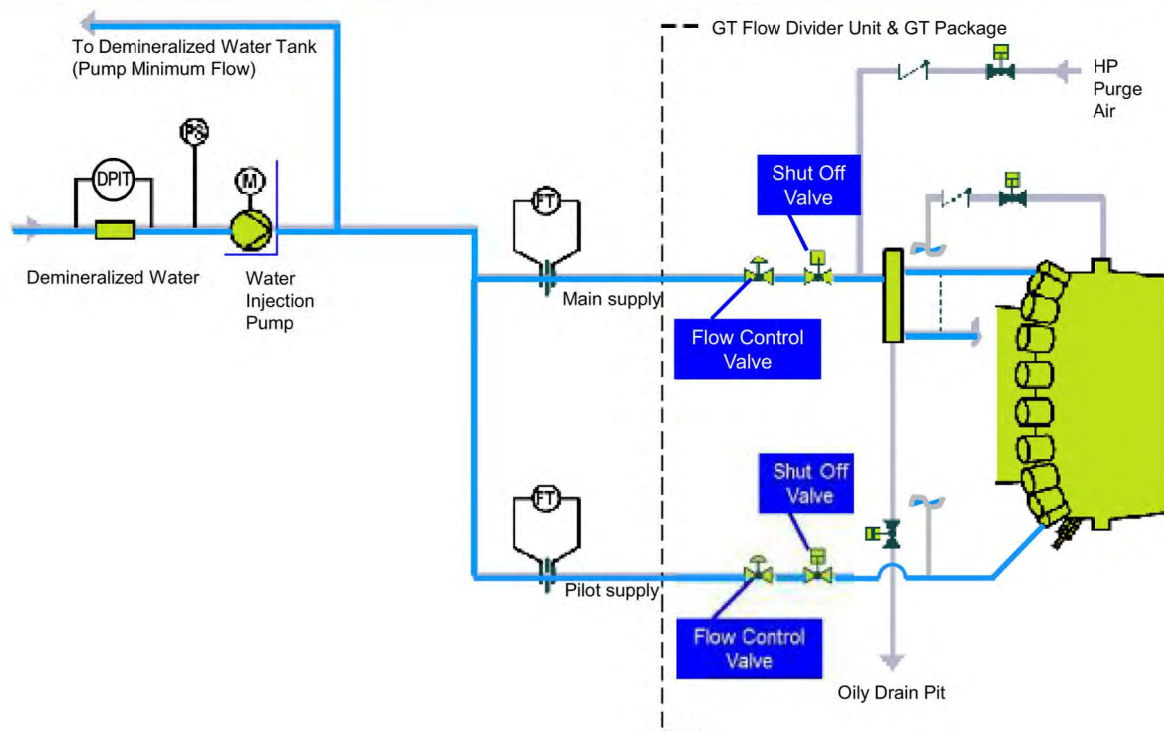 To Demineralized Water Tank
(Pump Minimum Flow)
GT Flow Divider Unit & GT Package
HP
Purge
Air
PS
DPIT
M
FT
Shut Off
Valve
Demineralized Water
Water
Injection
Pump
Main supply
Flow Control
Valve
Shut Off
Valve
FT
Pilot supply
Flow Control
Valve
Oily Drain Pit